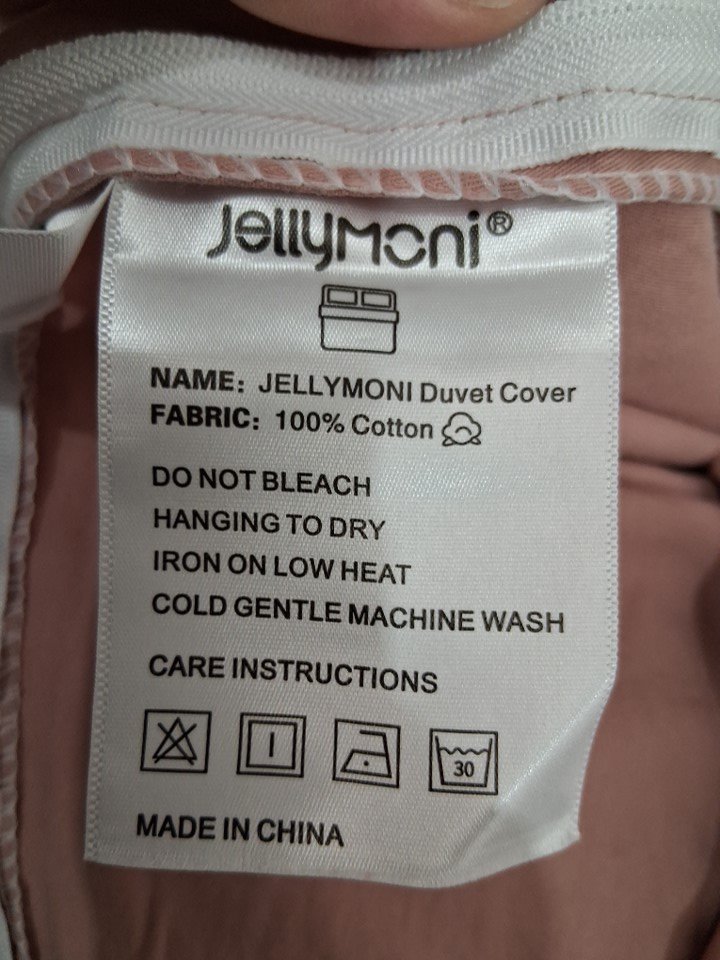 JELLYMONI®
NAME: JELLYMONI Duvet Cover
FABRIC: 100% Cotton
DO NOT BLEACH
HANGING TO DRY
IRON ON LOW HEAT
COLD GENTLE MACHINE WASH
CARE INSTRUCTIONS
30
MADE IN CHINA